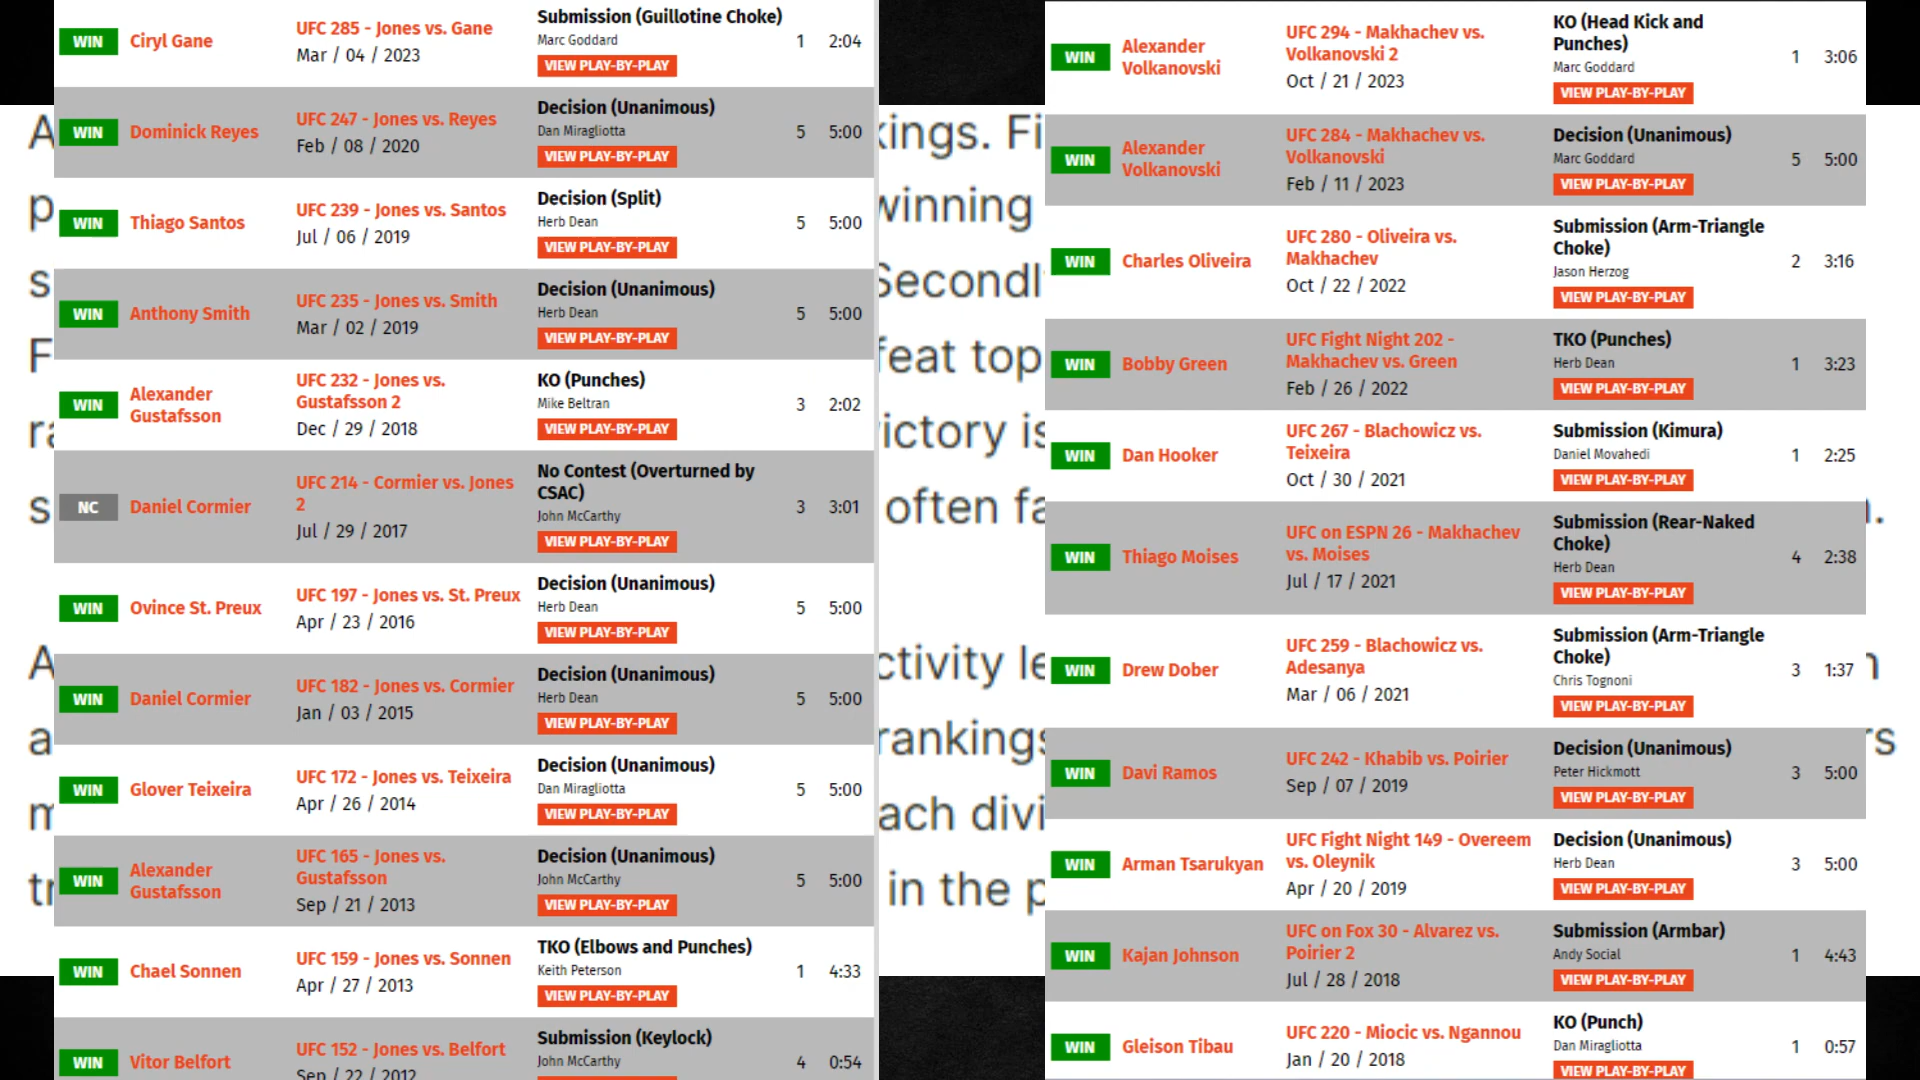 WIN Ciryl Gane UFC 285 - Jones vs. Gane Mar / 04 / 2023 Submission (Guillotine Choke) Marc Goddard VIEW PLAY-BY-PLAY 1 2:04
WIN Dominick Reyes UFC 247 - Jones vs. Reyes Feb / 08 / 2020 Decision (Unanimous) Dan Miragliotta VIEW PLAY-BY-PLAY 5 5:00
WIN Thiago Santos UFC 239 - Jones vs. Santos Jul / 06 / 2019 Decision (Split) Herb Dean VIEW PLAY-BY-PLAY 5 5:00
WIN Anthony Smith UFC 235 - Jones vs. Smith Mar / 02 / 2019 Decision (Unanimous) Herb Dean VIEW PLAY-BY-PLAY 5 5:00
WIN Alexander Gustafsson UFC 232 - Jones vs. Gustafsson 2 Dec / 29 / 2018 KO (Punches) Mike Beltran VIEW PLAY-BY-PLAY 3 2:02
NC Daniel Cormier UFC 214 - Cormier vs. Jones 2 Jul / 29 / 2017 No Contest (Overturned by CSAC) John McCarthy VIEW PLAY-BY-PLAY 3 3:01
WIN Ovince St. Preux UFC 197 - Jones vs. St. Preux Apr / 23 / 2016 Decision (Unanimous) Herb Dean VIEW PLAY-BY-PLAY 5 5:00
WIN Daniel Cormier UFC 182 - Jones vs. Cormier Jan / 03 / 2015 Decision (Unanimous) Herb Dean VIEW PLAY-BY-PLAY 5 5:00
WIN Glover Teixeira UFC 172 - Jones vs. Teixeira Apr / 26 / 2014 Decision (Unanimous) Dan Miragliotta VIEW PLAY-BY-PLAY 5 5:00
WIN Alexander Gustafsson UFC 165 - Jones vs. Gustafsson Sep / 21 / 2013 Decision (Unanimous) John McCarthy VIEW PLAY-BY-PLAY 5 5:00
WIN Chael Sonnen UFC 159 - Jones vs. Sonnen Apr / 27 / 2013 TKO (Elbows and Punches) Keith Peterson VIEW PLAY-BY-PLAY 1 4:33
WIN Vitor Belfort UFC 152 - Jones vs. Belfort Sep / 22 / 2012 Submission (Keylock) John McCarthy 4 0:54
winning
feat top
often
rankings
in the
WIN Alexander Volkanovski UFC 294 - Makhachev vs. Volkanovski 2 Oct / 21 / 2023 KO (Head Kick and Punches) Marc Goddard VIEW PLAY-BY-PLAY 1 3:06
WIN Alexander Volkanovski UFC 284 - Makhachev vs. Volkanovski Feb / 11 / 2023 Decision (Unanimous) Marc Goddard VIEW PLAY-BY-PLAY 5 5:00
WIN Charles Oliveira UFC 280 - Oliveira vs. Makhachev Oct / 22 / 2022 Submission (Arm-Triangle Choke) Jason Herzog VIEW PLAY-BY-PLAY 2 3:16
WIN Bobby Green UFC Fight Night 202 - Makhachev vs. Green Feb / 26 / 2022 TKO (Punches) Herb Dean VIEW PLAY-BY-PLAY 1 3:23
WIN Dan Hooker UFC 267 - Blachowicz vs. Teixeira Oct / 30 / 2021 Submission (Kimura) Daniel Movahedi VIEW PLAY-BY-PLAY 1 2:25
WIN Thiago Moises UFC on ESPN 26 - Makhachev vs. Moises Jul / 17 / 2021 Submission (Rear-Naked Choke) Herb Dean VIEW PLAY-BY-PLAY 4 2:38
WIN Drew Dober UFC 259 - Blachowicz vs. Adesanya Mar / 06 / 2021 Submission (Arm-Triangle Choke) Chris Tognoni VIEW PLAY-BY-PLAY 3 1:37
WIN Davi Ramos UFC 242 - Khabib vs. Poirier Sep / 07 / 2019 Decision (Unanimous) Peter Hickmott VIEW PLAY-BY-PLAY 3 5:00
WIN Arman Tsarukyan UFC Fight Night 149 - Overeem vs. Oleynik Apr / 20 / 2019 Decision (Unanimous) Herb Dean VIEW PLAY-BY-PLAY 3 5:00
WIN Kajan Johnson UFC on Fox 30 - Alvarez vs. Poirier 2 Jul / 28 / 2018 Submission (Armbar) Andy Social VIEW PLAY-BY-PLAY 1 4:43
WIN Gleison Tibau UFC 220 - Miocic vs. Ngannou Jan / 20 / 2018 KO (Punch) Dan Miragliotta VIEW PLAY-BY-PLAY 1 0:57